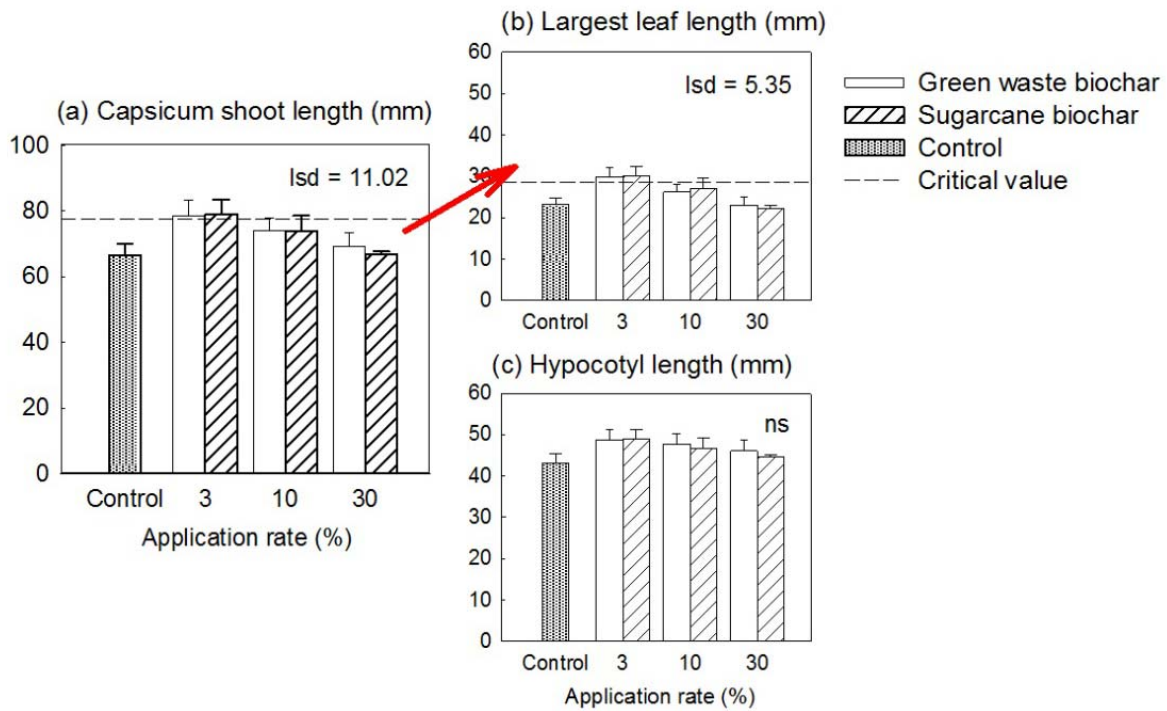 (a) Capsicum shoot length (mm)
lsd = 11.02
100
80
60
40
20
0
Control 3 10 30
Application rate (%)
(b) Largest leaf length (mm)
lsd = 5.35
60
50
40
30
20
10
0
Control 3 10 30
(c) Hypocotyl length (mm)
ns
60
50
40
30
20
10
0
Control 3 10 30
Application rate (%)
Green waste biochar
Sugarcane biochar
Control
Critical value